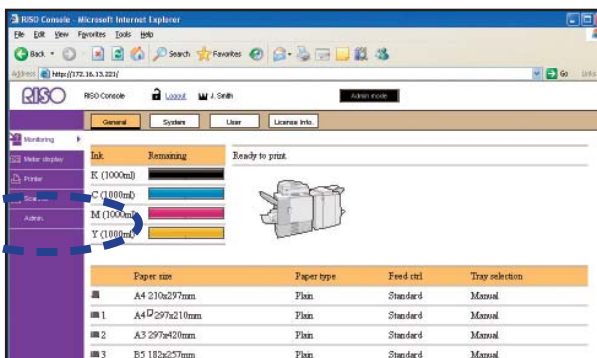 RISO Console - Microsoft Internet Explorer
File Edit View Favorites Tools Help
Back Search Favorites
Address http://172.16.13.221/ Go Links
RISO RISO Console Logout J. Smith Admin mode
General System User License Info.
Monitoring
Meter display
Printer
Admin.
Ink Remaining Ready to print
K (1000ml)
C (1000ml)
M (1000ml)
Y (1000ml)
Paper size Paper type Feed ctrl Tray selection
A4 210x297mm Plain Standard Manual
1 A4 297x210mm Plain Standard Manual
2 A3 297x420mm Plain Standard Manual
3 B5 182x257mm Plain Standard Manual